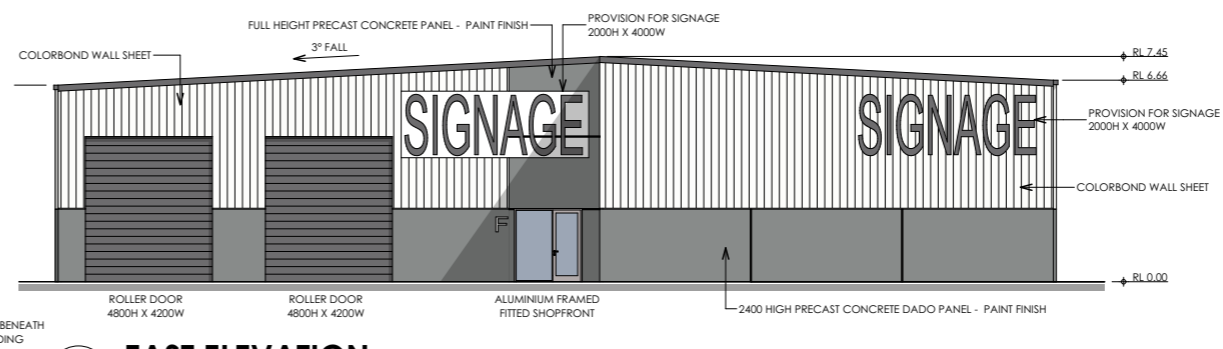 FULL HEIGHT PRECAST CONCRETE PANEL - PAINT FINISH
PROVISION FOR SIGNAGE
2000H X 4000W
COLORBOND WALL SHEET
3° FALL
RL 7.45
RL 6.66
SIGNAGE
SIGNAGE
PROVISION FOR SIGNAGE
2000H X 4000W
COLORBOND WALL SHEET
F
RL 0.00
ROLLER DOOR
4800H X 4200W
ROLLER DOOR
4800H X 4200W
ALUMINIUM FRAMED
FITTED SHOPFRONT
2400 HIGH PRECAST CONCRETE DADO PANEL - PAINT FINISH
BENEATH
DING